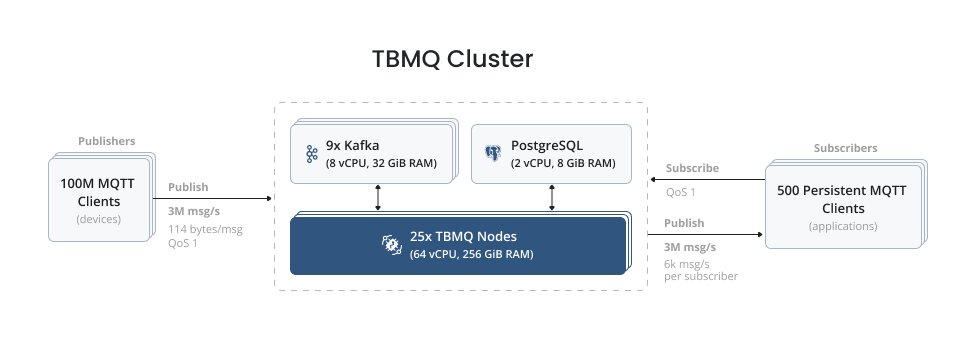 TBMQ Cluster
Publishers
100M MQTT
Clients
(devices)
Publish
3M msg/s
114 bytes/msg
QoS 1
9x Kafka
(8 vCPU, 32 GiB RAM)
PostgreSQL
(2 vCPU, 8 GiB RAM)
25x TBMQ Nodes
(64 vCPU, 256 GiB RAM)
Subscribe
QoS 1
Publish
3M msg/s
6k msg/s
per subscriber
Subscribers
500 Persistent MQTT
Clients
(applications)